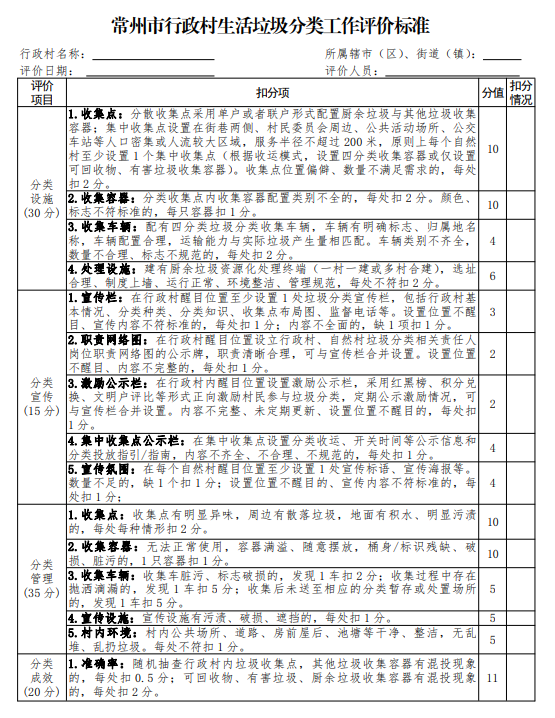 常州市行政村生活垃圾分类工作评价标准
行政村名称： 所属辖市（区）、街道（镇）：
评价日期： 评价人员：
评价项目 扣分项 分值 扣分情况
分类设施（30分）
1.收集点：分散收集点采用单户或者联户形式配置厨余垃圾与其他垃圾收集
容器；集中收集点设置在街巷两侧、村民委员会周边、公共活动场所、公交
车站等人口密集或人流较大区域，服务半径不超过 200 米，原则上每个自然
村至少设置 1 个集中收集点（根据收运模式，设置四分类收集容器或仅设置
可回收物、有害垃圾收集容器）。收集点位置偏僻、数量不满足需求的，每处
扣 2 分。
10
2.收集容器：分类收集点内收集容器配置类别不全的，每处扣 2 分。颜色、
标志不符标准的，每只容器扣 1 分。
10
3.收集车辆：配有四分类垃圾分类收集车辆，车辆有明确标志、归属地名
称，车辆配置合理，运输能力与实际垃圾产生量相匹配。车辆类别不齐全，
数量不合理、标志不规范的，每处扣 2 分。
4
4.处理设施：建有厨余垃圾资源化处理终端（一村一建或多村合建），选址
合理、制度上墙、运行正常、环境整洁、管理规范，每处不符扣 2 分。
6
分类宣传（15分）
1.宣传栏：在行政村醒目位置至少设置 1 处垃圾分类宣传栏，包括行政村基
本情况、分类种类、分类知识、收集点布局图、监督电话等。设置位置不醒
目、宣传内容不符标准的，每处扣 1 分；内容不全面的，缺 1 项扣 1 分。
3
2.职责网络图：在行政村醒目位置设立行政村、自然村垃圾分类相关责任人
岗位职责网络图的公示牌，职责清晰合理，可与宣传栏合并设置。设置位置
不醒目、内容不完整的，每处扣 1 分。
2
3.激励公示栏：在行政村内醒目位置设置激励公示栏，采用红黑榜、积分兑
换、文明户评比等形式正向激励村民参与垃圾分类，定期公示激励情况，可
与宣传栏合并设置。内容不完整、未定期更新、设置位置不醒目的，每处扣
1 分。
2
4.集中收集点公示栏：在集中收集点设置分类收运、开关时间等公示信息和
分类投放指引/指南，内容不齐全、不合理、不规范的，每处扣 1 分。
4
5.宣传氛围：在每个自然村醒目位置至少设置 1 处宣传标语、宣传海报等。
数量不足的，缺 1 个扣 1 分；设置位置不醒目的、宣传内容不符标准的，每
处扣 1 分；
4
分类管理（35分）
1.收集点：收集点有明显异味，周边有散落垃圾，地面有积水、明显污渍
的，每处每种情形扣 2 分。
10
2.收集容器：无法正常使用，容器满溢、随意摆放，桶身/标识残缺、破
损、脏污的，1 只容器扣 1 分。
10
3.收集车辆：收集车脏污、标志破损的，发现 1 车扣 2 分；收集过程中存在
抛洒滴漏的，发现 1 车扣 5 分；收集后未送至相应的分类暂存或处置场所
的，发现 1 车扣 5 分。
5
4.宣传设施：宣传设施有污渍、破损、遮挡的，每处扣 1 分。
5
5.村内环境：村内公共场所、道路、房前屋后、池塘等干净、整洁，无乱
堆、乱扔垃圾。每处不符扣 1 分
5
分类成效（20分）
1.准确率：随机抽查行政村内垃圾收集点，其他垃圾收集容器有混投现象
的，每处扣 0.5 分；可回收物、有害垃圾、厨余垃圾收集容器有混投现象
的，每处扣 2 分。
11